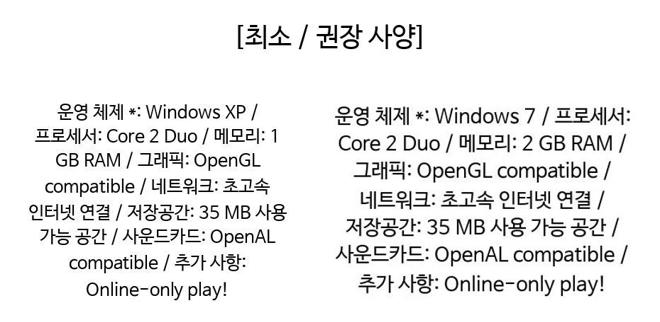 [최소 / 권장 사양]
운영 체제 *: Windows XP /
프로세서: Core 2 Duo / 메모리: 1
GB RAM / 그래픽: OpenGL
compatible / 네트워크: 초고속
인터넷 연결 / 저장공간: 35 MB 사용
가능 공간 / 사운드카드: OpenAL
compatible / 추가 사항:
Online-only play!
운영 체제 *: Windows 7 / 프로세서:
Core 2 Duo / 메모리: 2 GB RAM /
그래픽: OpenGL compatible /
네트워크: 초고속 인터넷 연결 /
저장공간: 35 MB 사용 가능 공간 /
사운드카드: OpenAL compatible /
추가 사항: Online-only play!